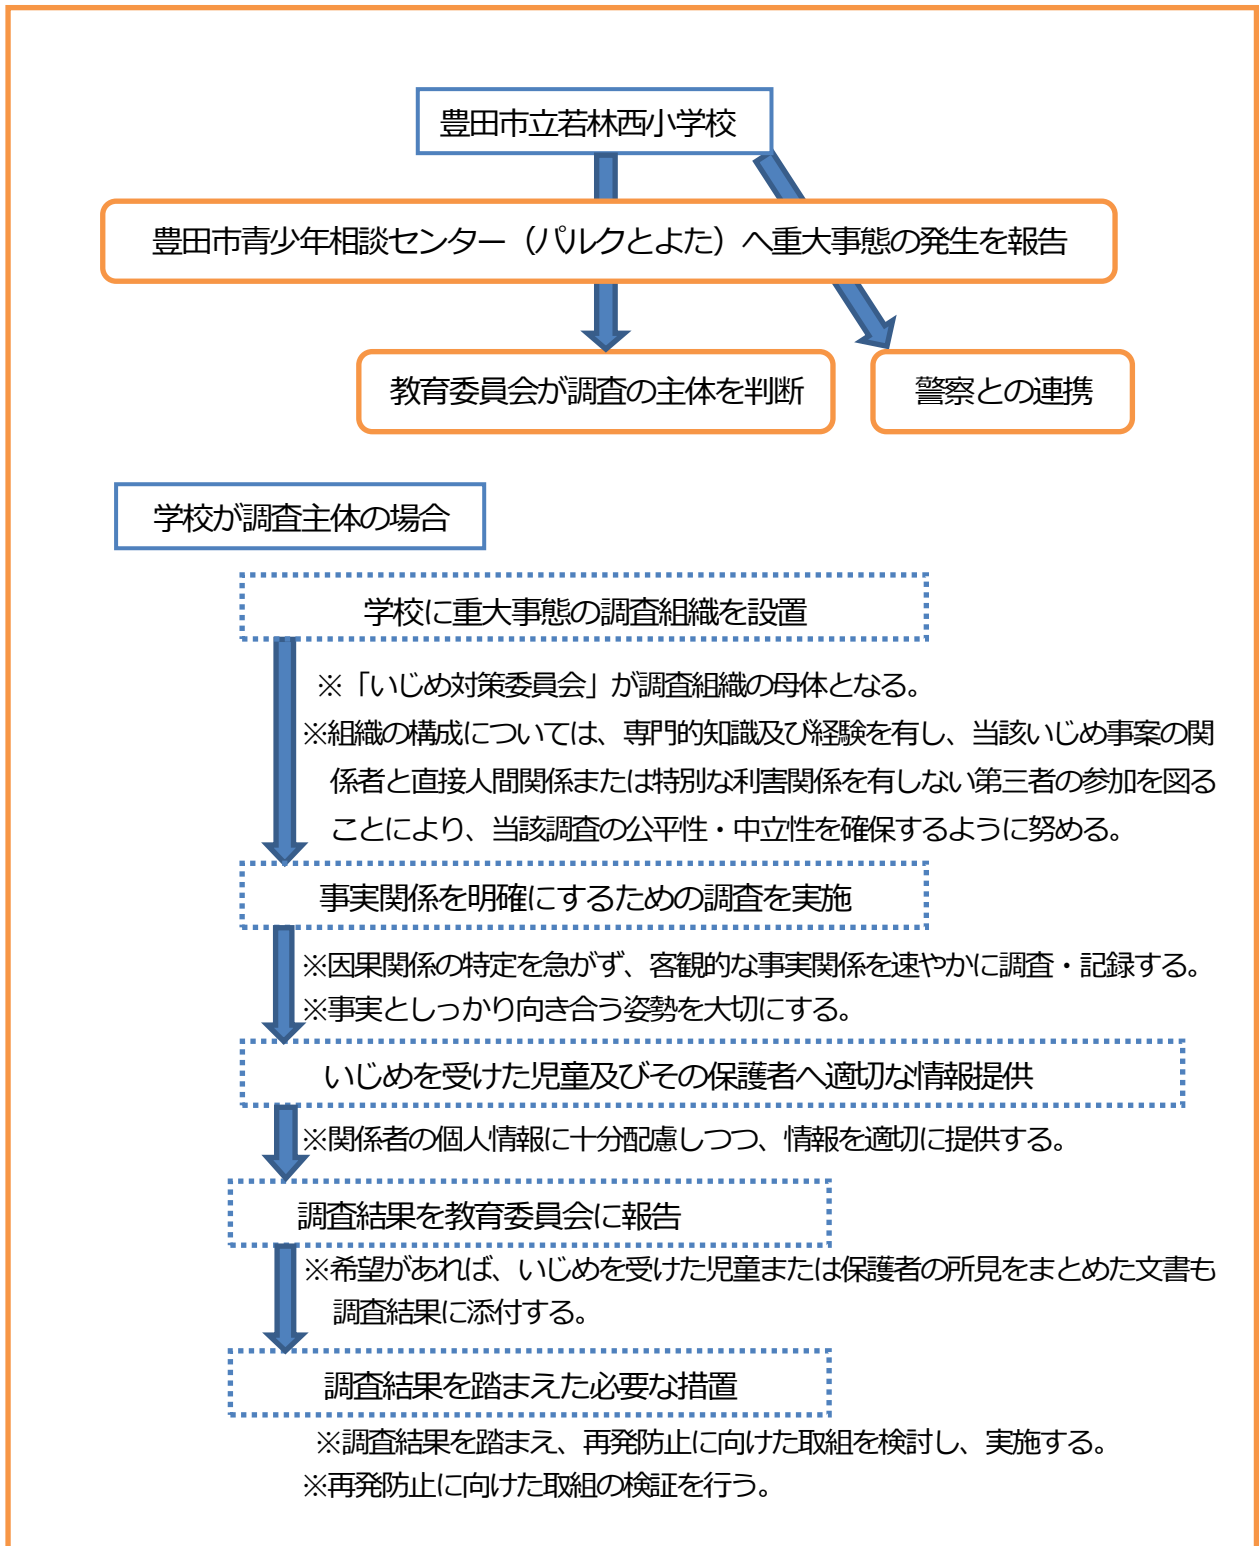 豊田市立若林西小学校
豊田市青少年相談センター（パルクとよた）へ重大事態の発生を報告
教育委員会が調査の主体を判断
警察との連携
学校が調査主体の場合
学校に重大事態の調査組織を設置
※「いじめ対策委員会」が調査組織の母体となる。
※組織の構成については、専門的知識及び経験を有し、当該いじめ事案の関
係者と直接人間関係または特別な利害関係を有しない第三者の参加を図る
ことにより、当該調査の公平性・中立性を確保するように努める。
事実関係を明確にするための調査を実施
※因果関係の特定を急がず、客観的な事実関係を速やかに調査・記録する。
※事実としっかり向き合う姿勢を大切にする。
いじめを受けた児童及びその保護者へ適切な情報提供
※関係者の個人情報に十分配慮しつつ、情報を適切に提供する。
調査結果を教育委員会に報告
※希望があれば、いじめを受けた児童または保護者の所見をまとめた文書も
調査結果に添付する。
調査結果を踏まえた必要な措置
※調査結果を踏まえ、再発防止に向けた取組を検討し、実施する。
※再発防止に向けた取組の検証を行う。